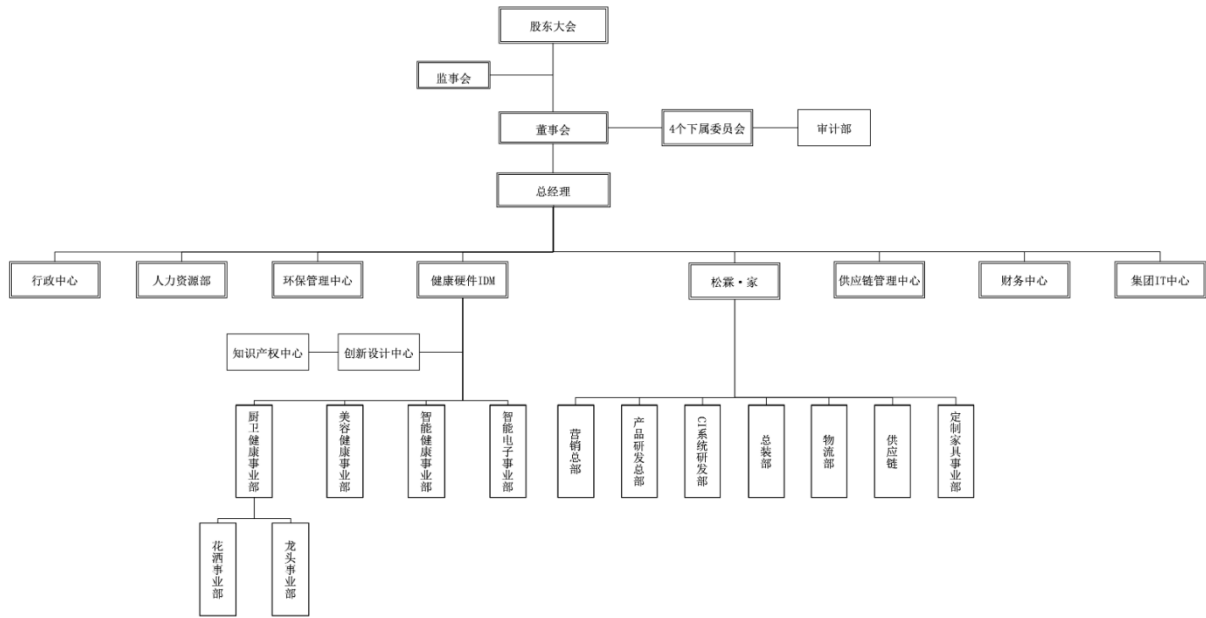 股东大会
监事会
董事会
4个下属委员会
审计部
总经理
行政中心
人力资源部
环保管理中心
健康硬件IDM
松霖·家
供应链管理中心
财务中心
集团IT中心
知识产权中心
创新设计中心
厨卫健康事业部
美容健康事业部
智能健康事业部
智能电子事业部
营销总部
产品研发总部
CI系统研发部
总装部
物流部
供应链
定制家具事业部
花洒事业部
龙头事业部